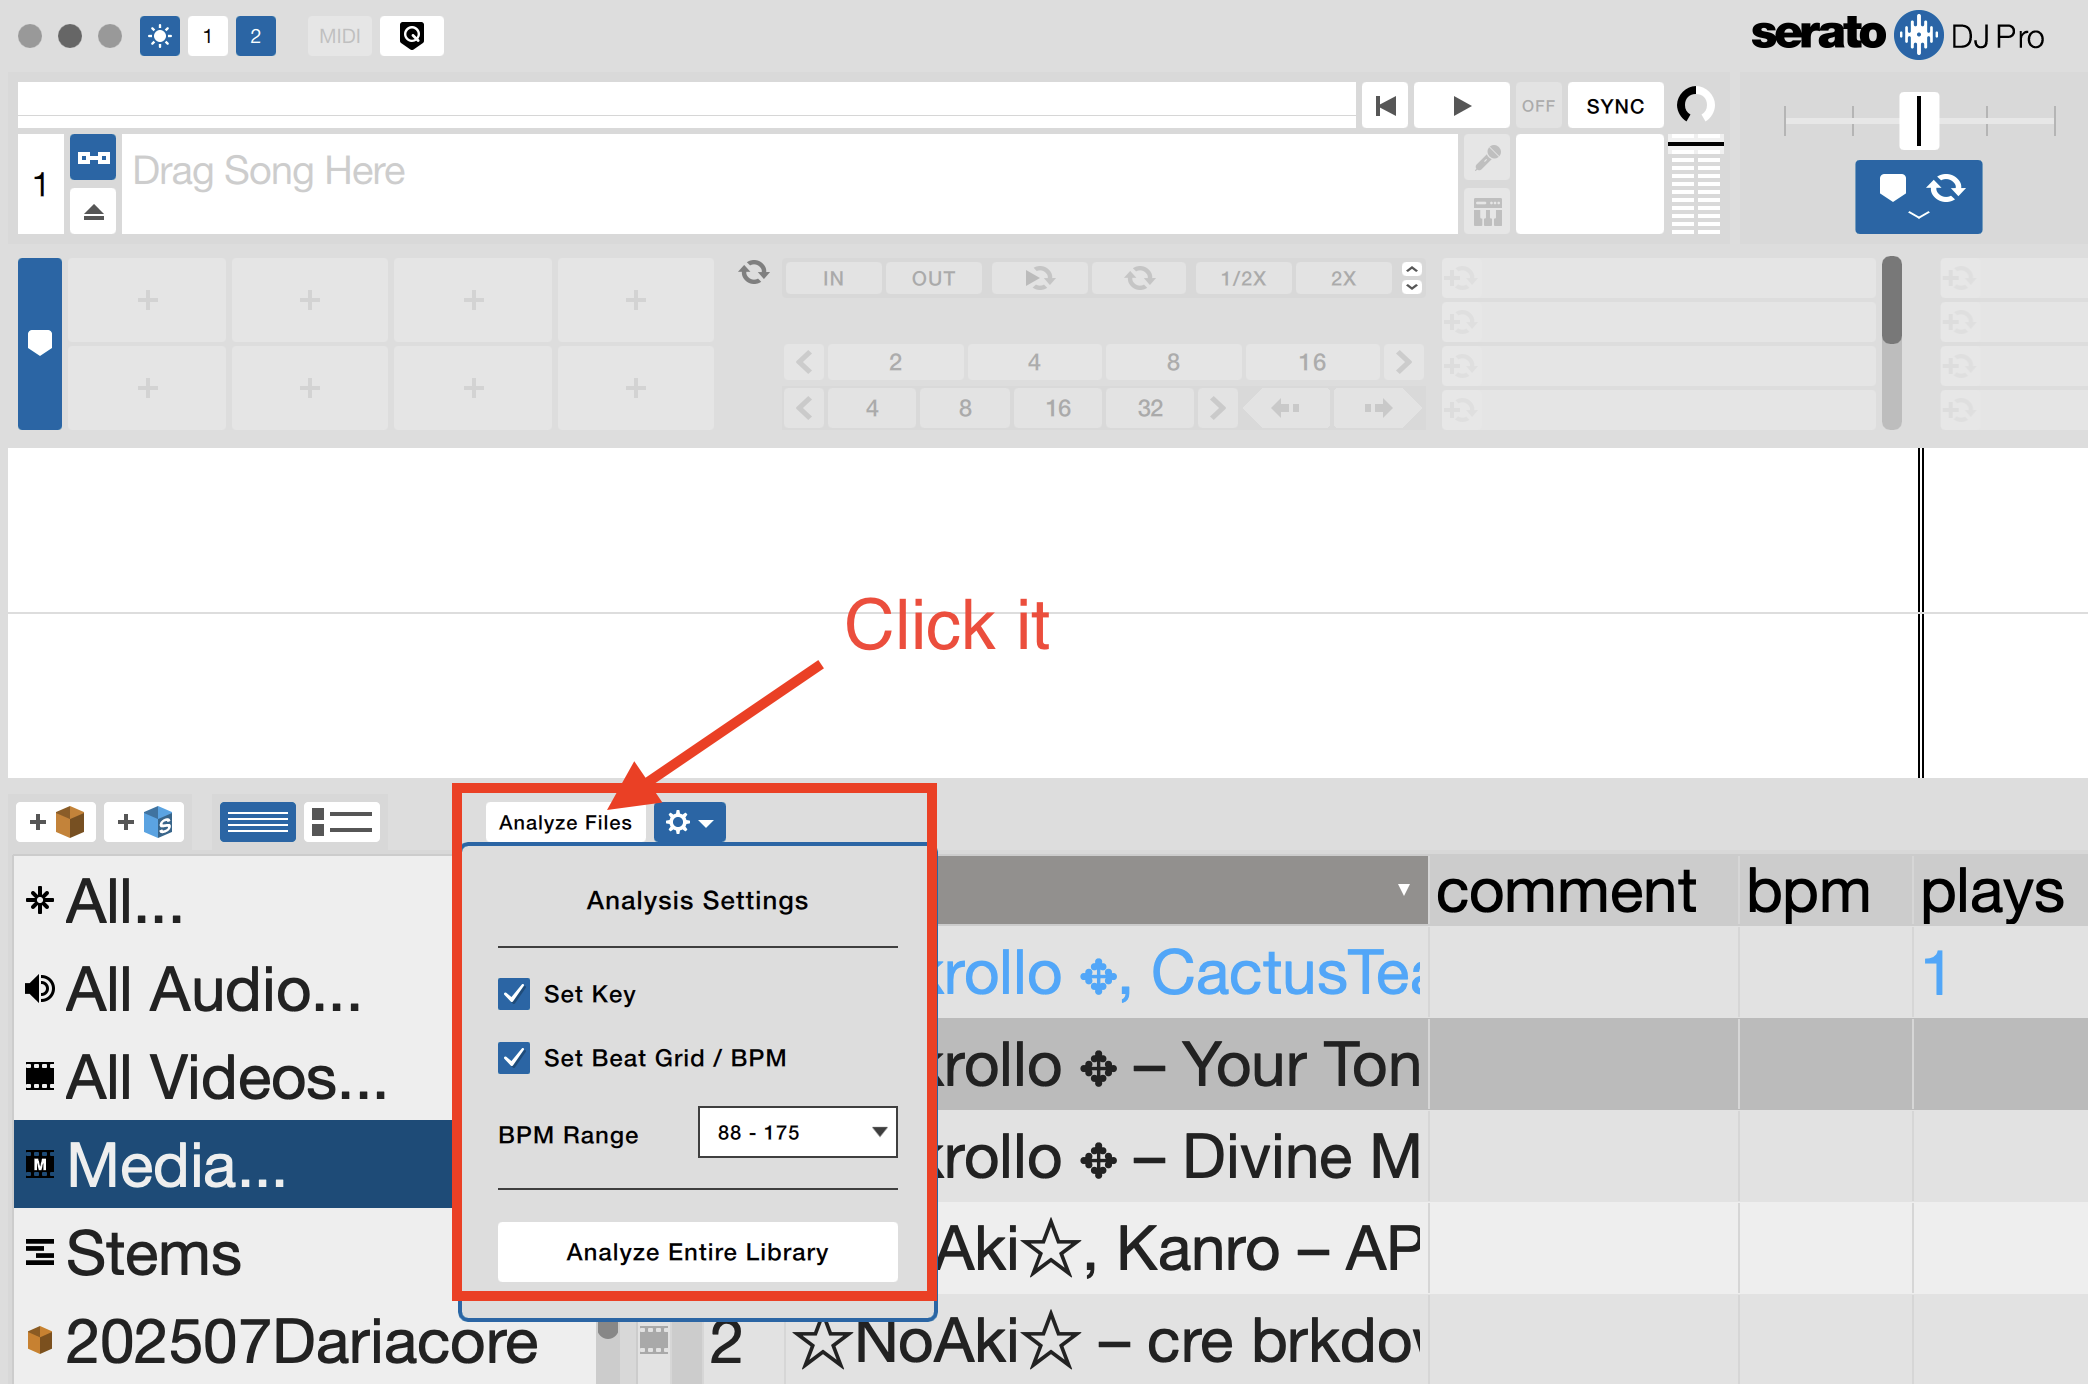 1
2
MIDI
Q
serato DJ Pro
OFF
SYNC
1
Drag Song Here
IN
OUT
1/2X
2X
2
4
8
16
4
8
16
32
Click it
Analyze Files
Analysis Settings
Set Key
Set Beat Grid / BPM
BPM Range
88 - 175
Analyze Entire Library
All...
All Audio...
All Videos...
M
Media...
Stems
202507Dariacore
comment
bpm
plays
rollo ✥, CactusTea
1
rollo ✥ – Your Ton
rollo ✥ – Divine M
Aki☆, Kanro – AP
2
☆NoAki☆ – cre brkdo